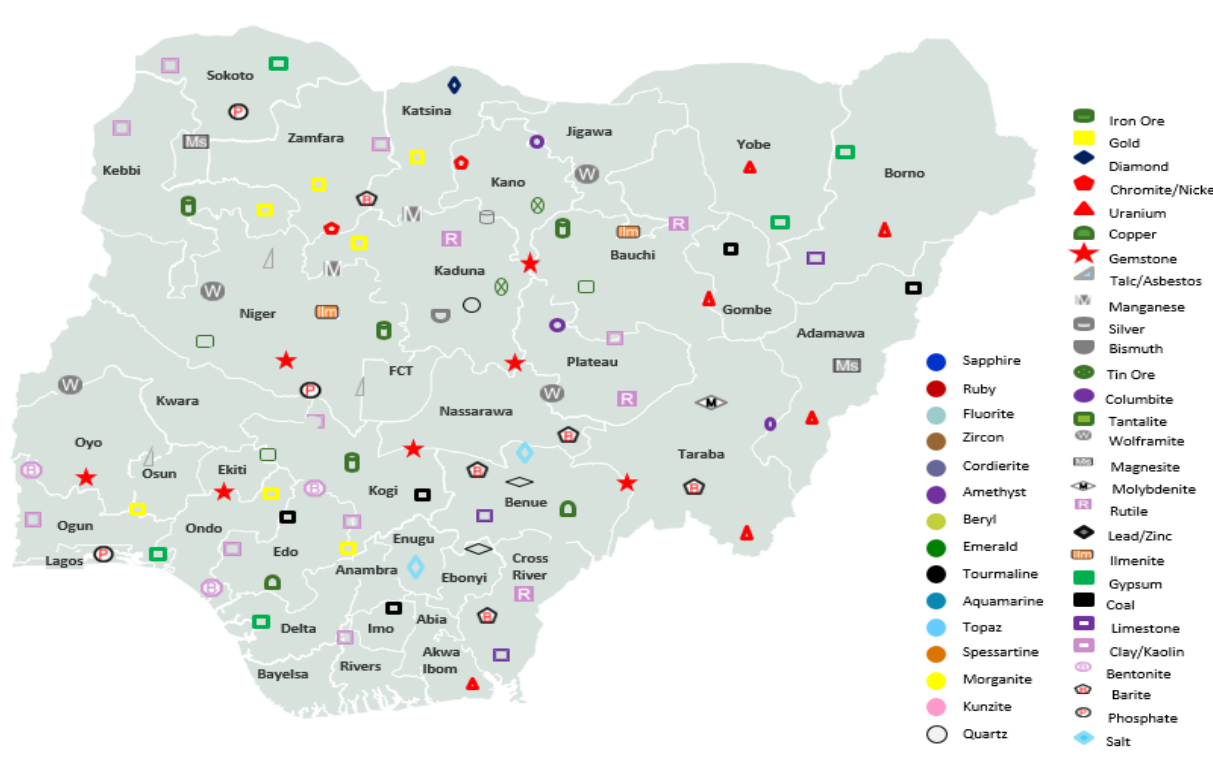 Sokoto
P
Katsina
Ms
Zamfara
Jigawa
Yobe
Kebbi
W
Kano
Borno
B
M
R
R
Ilm
Bauchi
Kaduna
M
W
Niger
Ilm
Gombe
Adamawa
FCT
Plateau
Ms
W
P
Kwara
W
R
M
Nassarawa
B
Oyo
Osun
Ekiti
Taraba
B
B
B
Kogi
Benue
B
Ogun
Ondo
Edo
Enugu
Lagos
P
Anambra
Ebonyi
Cross
River
B
R
Delta
Imo
Abia
B
Bayelsa
Rivers
Akwa
Ibom
Sapphire
Ruby
Fluorite
Zircon
Cordierite
Amethyst
Beryl
Emerald
Tourmaline
Aquamarine
Topaz
Spessartine
Morganite
Kunzite
Quartz
Iron Ore
Gold
Diamond
Chromite/Nicke
Uranium
Copper
Gemstone
Talc/Asbestos
M
Manganese
Silver
Bismuth
Tin Ore
Columbite
Tantalite
W
Wolframite
Ms
Magnesite
M
Molybdenite
R
Rutile
Lead/Zinc
Ilm
Ilmenite
Gypsum
Coal
Limestone
Clay/Kaolin
B
Bentonite
B
Barite
P
Phosphate
Salt